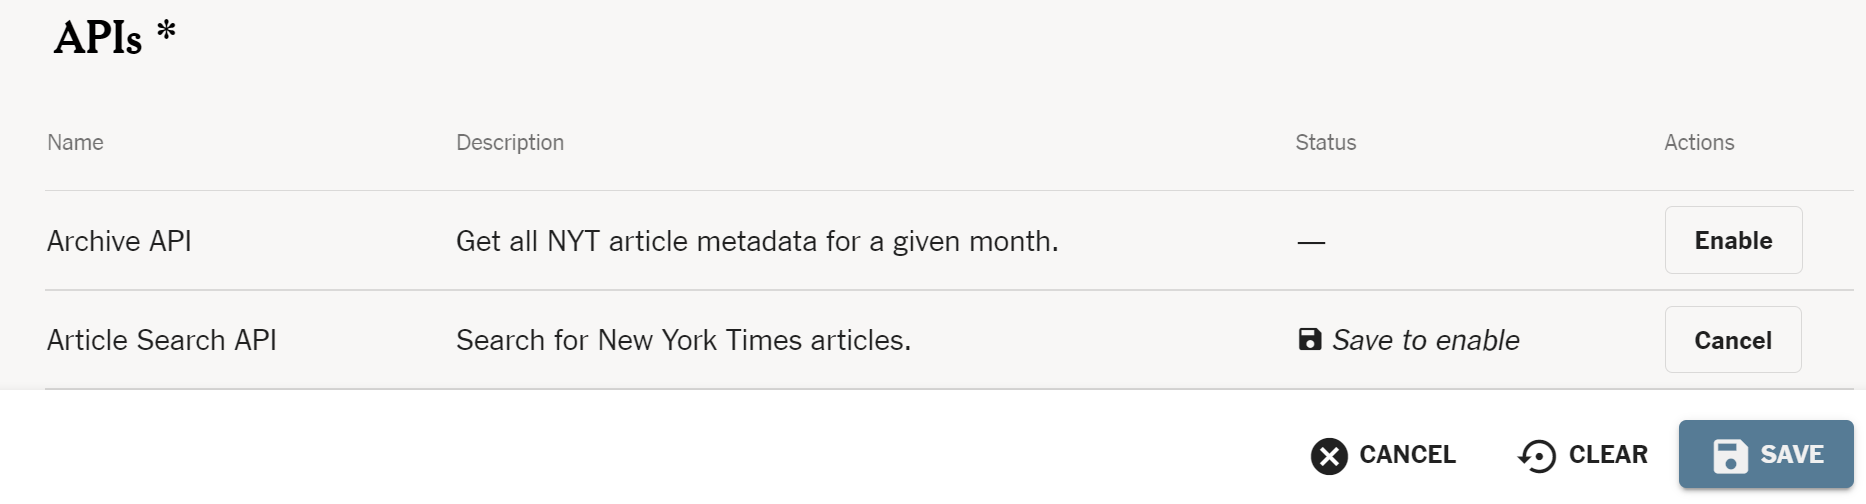 APIs *
Name Description Status Actions
Archive API Get all NYT article metadata for a given month. — Enable
Article Search API Search for New York Times articles. Save to enable Cancel
CANCEL CLEAR SAVE